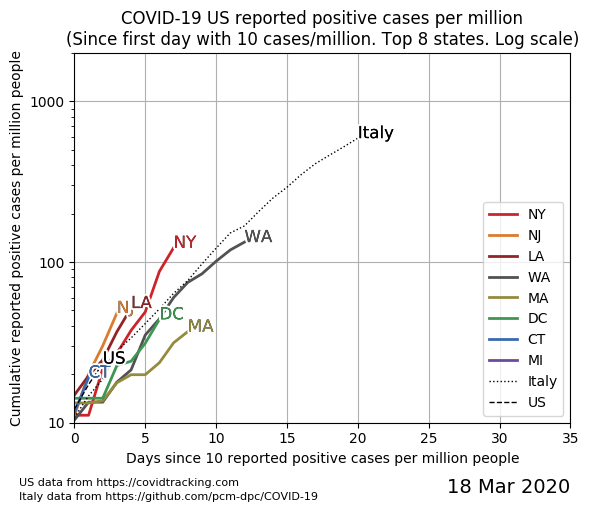 COVID-19 US reported positive cases per million
(Since first day with 10 cases/million. Top 8 states. Log scale)
Cumulative reported positive cases per million people
1000
100
10
Italy
NY
WA
NJ
LA
DC
MA
US
CT
NY
NJ
LA
WA
MA
DC
CT
MI
Italy
US
0 5 10 15 20 25 30 35
Days since 10 reported positive cases per million people
US data from https://covidtracking.com
Italy data from https://github.com/pcm-dpc/COVID-19
18 Mar 2020